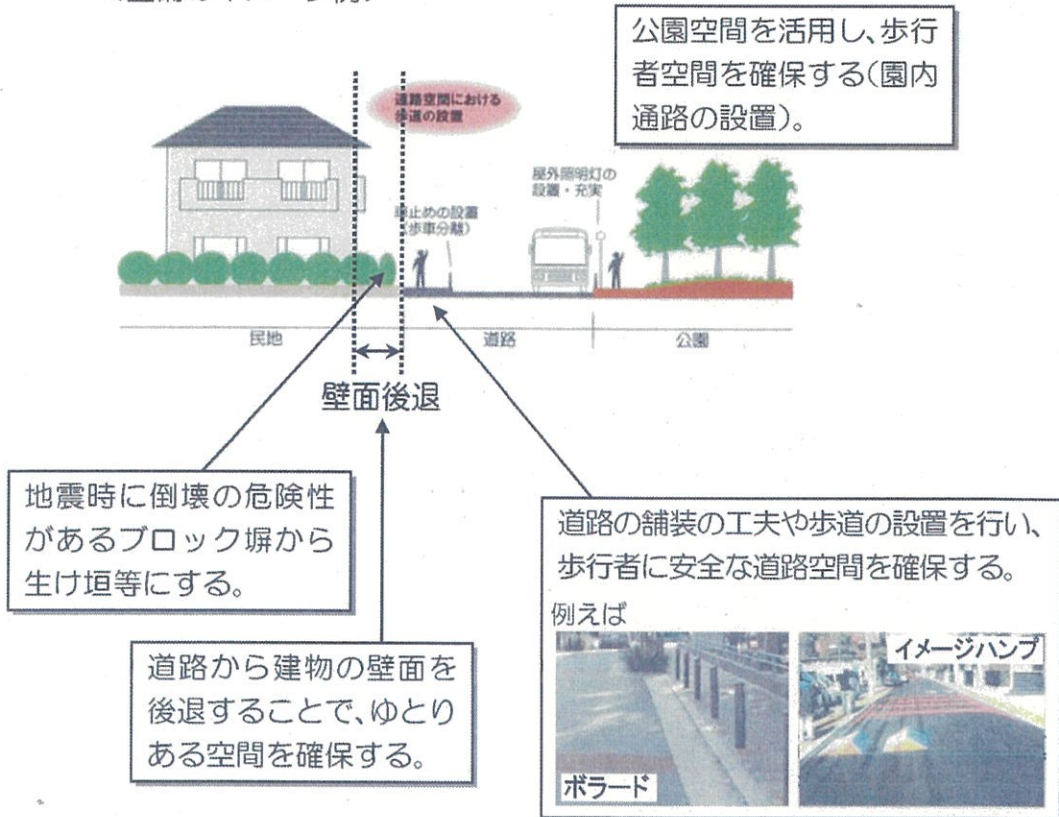 公園空間を活用し、歩行
者空間を確保する(園内
通路の設置)。
道路空間における
歩道の設置
屋外照明灯の
設置・充実
車止めの設置
(歩車分離)
民地
道路
公園
壁面後退
地震時に倒壊の危険性
があるブロック塀から
生け垣等にする。
道路の舗装の工夫や歩道の設置を行い、
歩行者に安全な道路空間を確保する。
例えば
イメージハンプ
ボラード
道路から建物の壁面を
後退することで、ゆとり
ある空間を確保する。